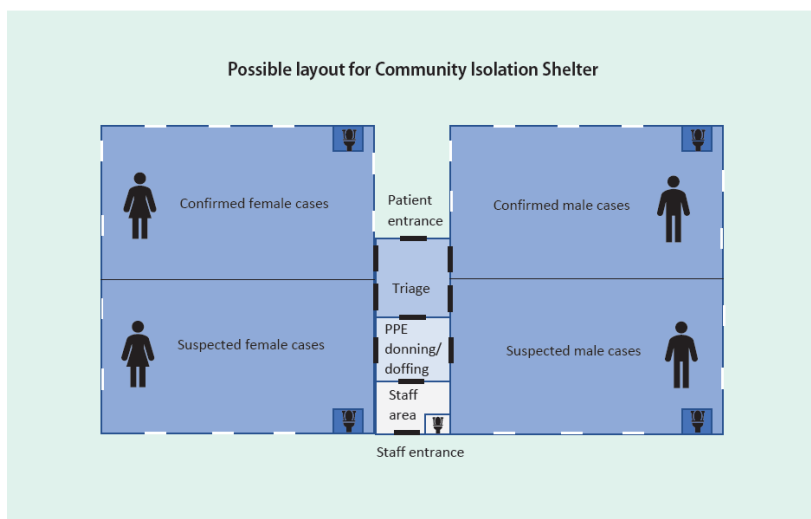 Possible layout for Community Isolation Shelter
Patient
entrance
Confirmed female cases
Confirmed male cases
Triage
Suspected female cases
PPE
donning/
doffing
Suspected male cases
Staff
area
Staff entrance